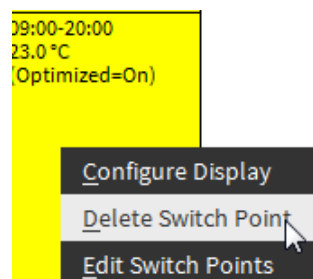 09:00-20:00
23.0 °C
(Optimized=On)
Configure Display
Delete Switch Point
Edit Switch Points